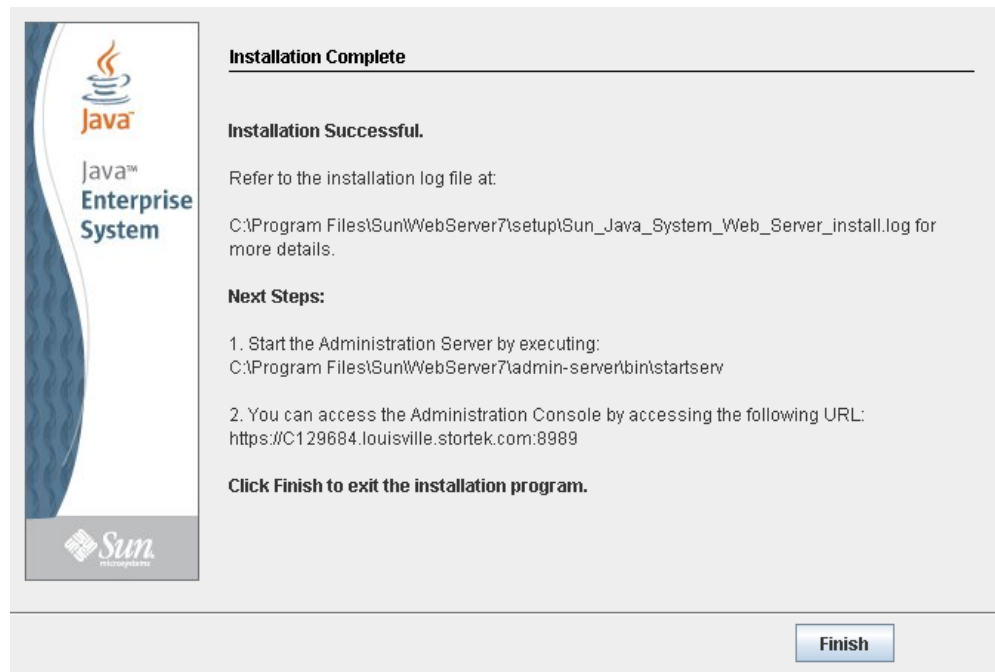 Java™
Java™
Enterprise
System
Sun
microsystems
Installation Complete
Installation Successful.
Refer to the installation log file at:
C:\Program Files\Sun\WebServer7\setup\Sun_Java_System_Web_Server_install.log for
more details.
Next Steps:
1. Start the Administration Server by executing:
C:\Program Files\Sun\WebServer7\admin-server\bin\startserv
2. You can access the Administration Console by accessing the following URL:
https://C129684.louisville.stortek.com:8989
Click Finish to exit the installation program.
Finish